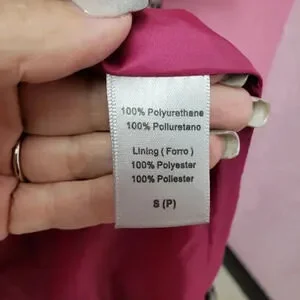 100% Polyurethane
100% Poliuretano
Lining ( Forro )
100% Polyester
100% Poliester
S (P)